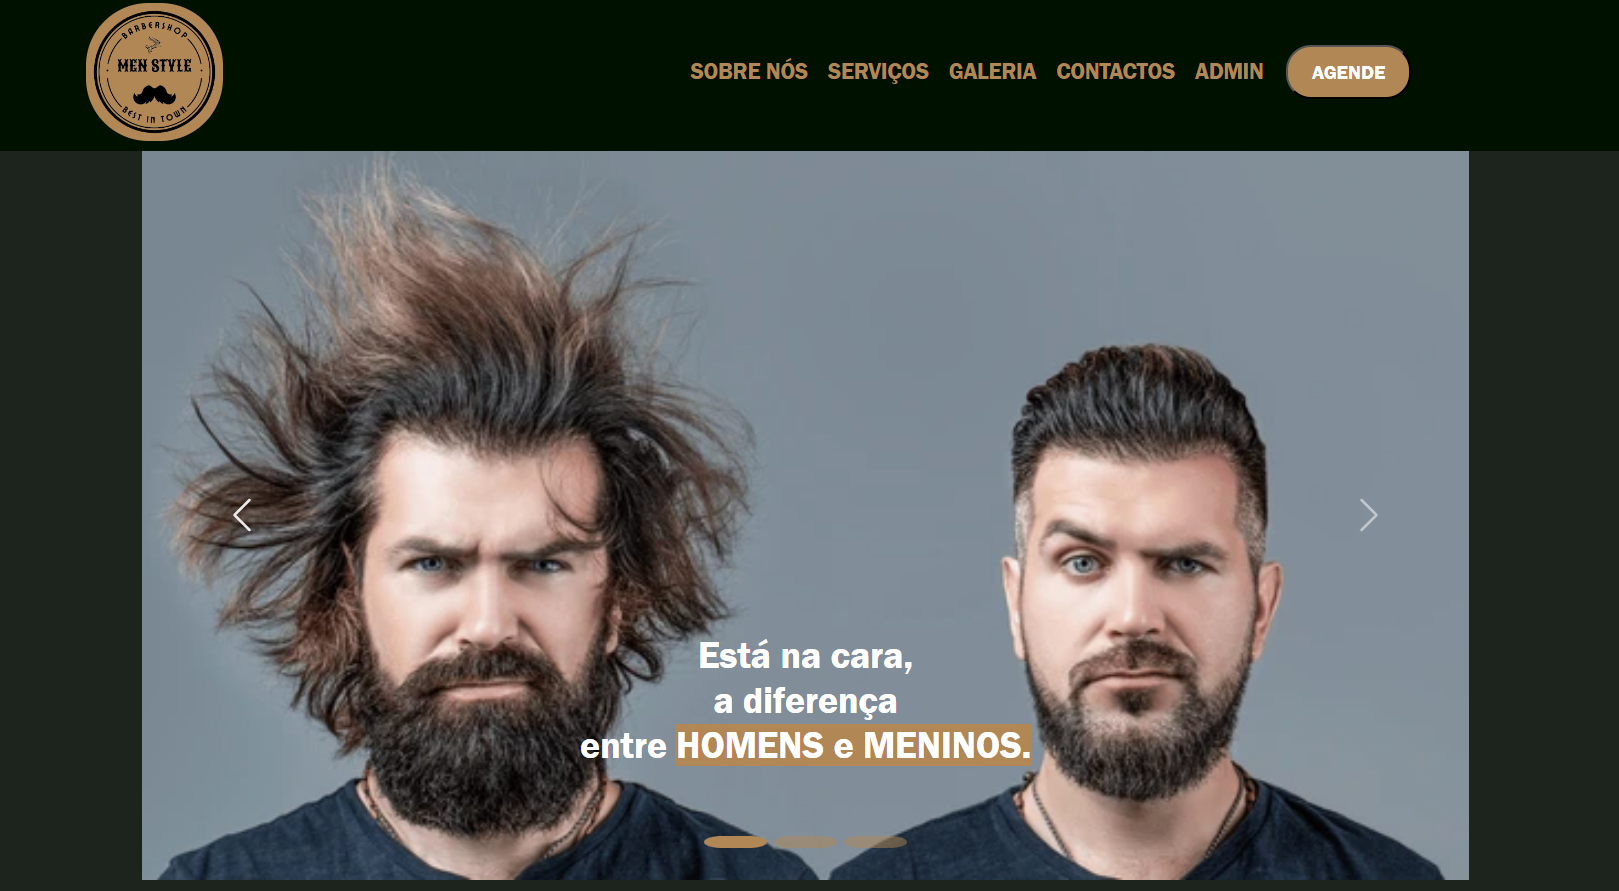 BARBERSHOP
MEN STYLE
BEST IN TOWN
SOBRE NÓS SERVIÇOS GALERIA CONTACTOS ADMIN AGENDE
Está na cara,
a diferença
entre HOMENS e MENINOS.